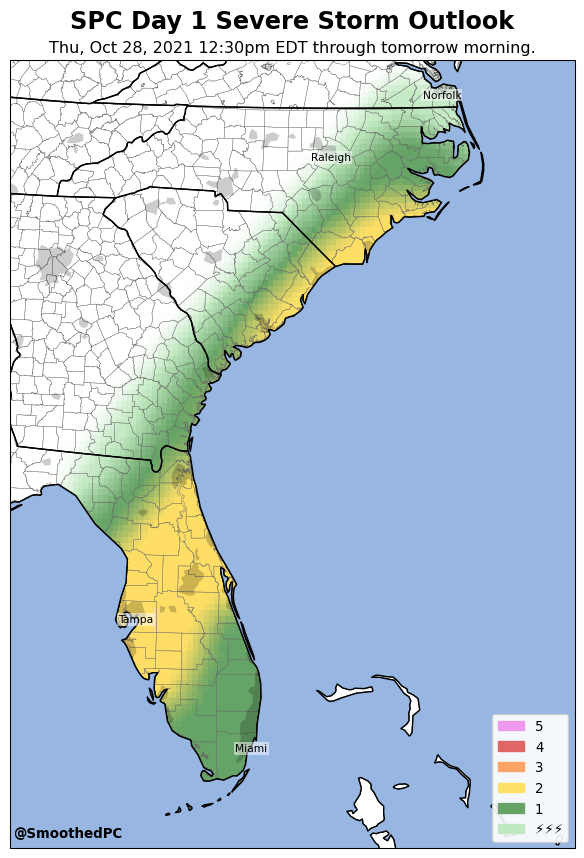 SPC Day 1 Severe Storm Outlook
Thu, Oct 28, 2021 12:30pm EDT through tomorrow morning.
Norfolk
Raleigh
Tampa
Miami
5
4
3
2
1
⚡⚡⚡
@SmoothedPC